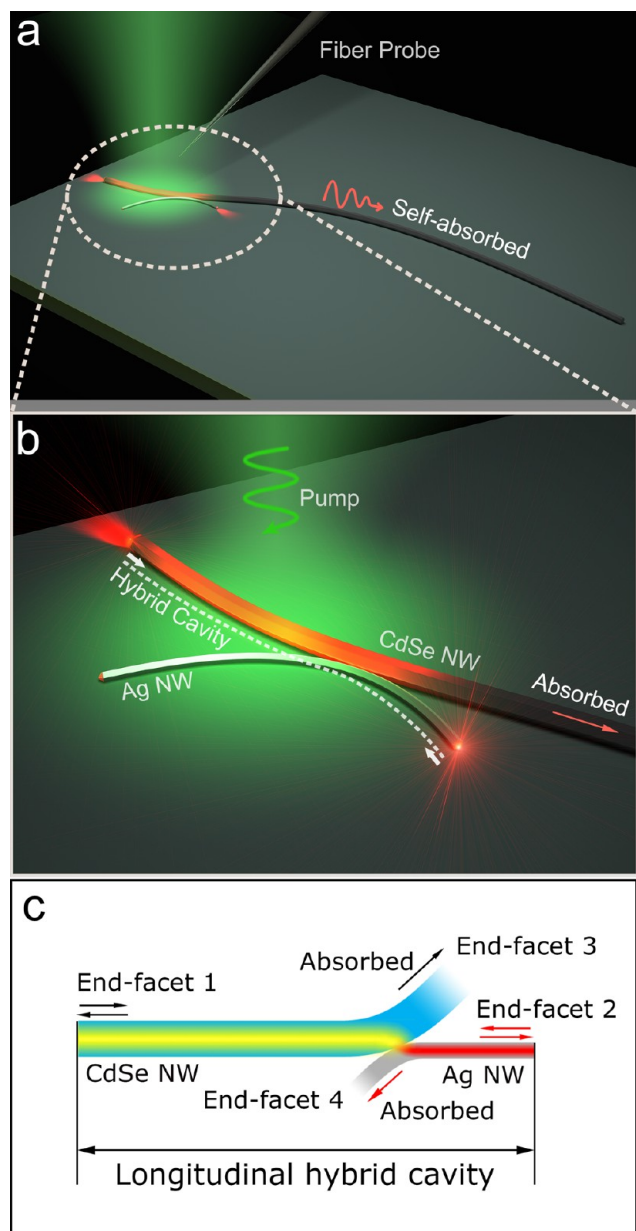 a
Fiber Probe
Self-absorbed
b
Pump
Hybrid Cavity
CdSe NW
Ag NW
Absorbed
c
End-facet 3
Absorbed
End-facet 1
End-facet 2
CdSe NW
Ag NW
End-facet 4
Absorbed
Longitudinal hybrid cavity